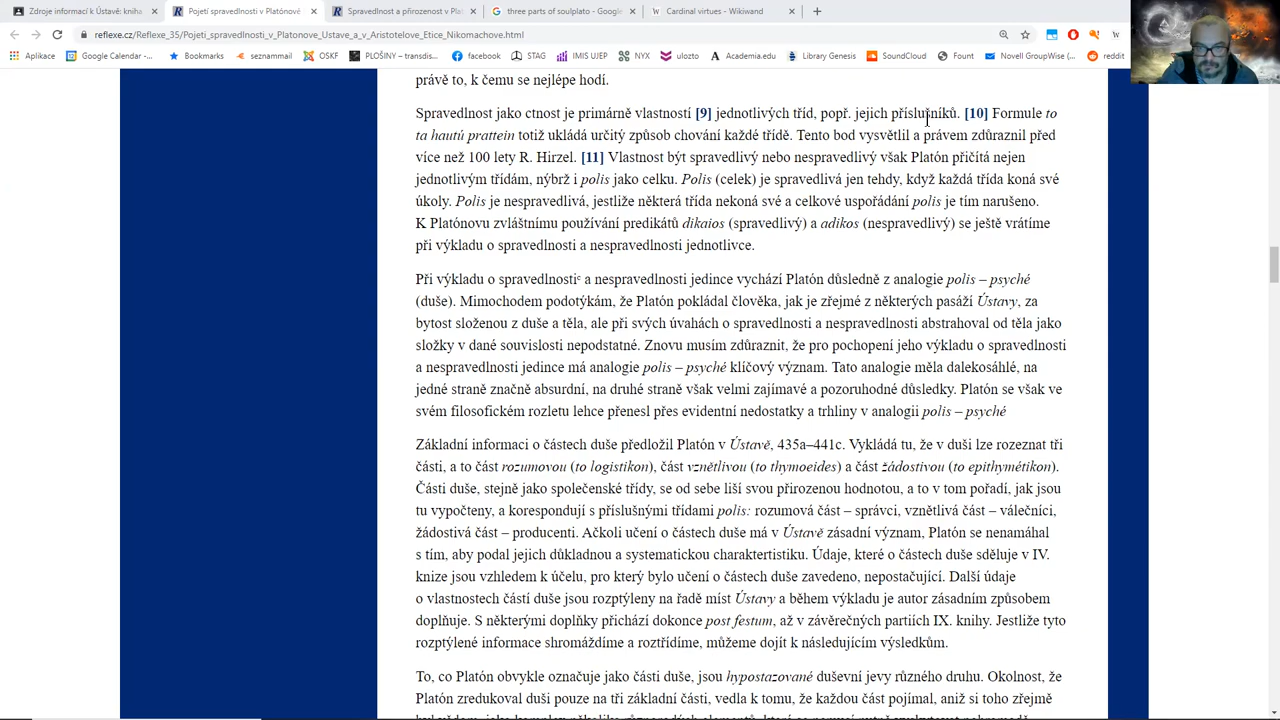 Zdroje informací k Ústavě: kniha
Pojetí spravedlnosti v Platónově
Spravedlnost a přirozenost v Plat
three parts of soulplato - Google
Cardinal virtues - Wikiwand
reflexe.cz/Reflexe_35/Pojeti_spravedlnosti_v_Platonove_Ustave_a_v_Aristotelove_Etice_Nikomachove.html
Aplikace Google Calendar -... Bookmarks seznammail OSKF PLOŠINY – transdis... facebook STAG IMIS UJEP NYX ulozto Academia.edu Library Genesis SoundCloud Fount Novell GroupWise (... reddit
právě to, k čemu se nejlépe hodí.
Spravedlnost jako ctnost je primárně vlastností [9] jednotlivých tříd, popř. jejich příslušníků. [10] Formule to
ta hautú prattein totiž ukládá určitý způsob chování každé třídě. Tento bod vysvětlil a právem zdůraznil před
více než 100 lety R. Hirzel. [11] Vlastnost být spravedlivý nebo nespravedlivý však Platón přičítá nejen
jednotlivým třídám, nýbrž i polis jako celku. Polis (celek) je spravedlivá jen tehdy, když každá třída koná své
úkoly. Polis je nespravedlivá, jestliže některá třída nekoná své a celkové uspořádání polis je tím narušeno.
K Platónovu zvláštnímu používání predikátů dikaios (spravedlivý) a adikos (nespravedlivý) se ještě vrátíme
při výkladu o spravedlnosti a nespravedlnosti jednotlivce.
Při výkladu o spravedlnostiᶜ a nespravedlnosti jedince vychází Platón důsledně z analogie polis – psyché
(duše). Mimochodem podotýkám, že Platón pokládal člověka, jak je zřejmé z některých pasáží Ústavy, za
bytost složenou z duše a těla, ale při svých úvahách o spravedlnosti a nespravedlnosti abstrahoval od těla jako
složky v dané souvislosti nepodstatné. Znovu musím zdůraznit, že pro pochopení jeho výkladu o spravedlnosti
a nespravedlnosti jedince má analogie polis – psyché klíčový význam. Tato analogie měla dalekosáhlé, na
jedné straně značně absurdní, na druhé straně však velmi zajímavé a pozoruhodné důsledky. Platón se však ve
svém filosofickém rozletu lehce přenesl přes evidentní nedostatky a trhliny v analogii polis – psyché
Základní informaci o částech duše předložil Platón v Ústavě, 435a–441c. Vykládá tu, že v duši lze rozeznat tři
části, a to část rozumovou (to logistikon), část vznětlivou (to thymoeides) a část žádostivou (to epithymétikon).
Části duše, stejně jako společenské třídy, se od sebe liší svou přirozenou hodnotou, a to v tom pořadí, jak jsou
tu vypočteny, a korespondují s příslušnými třídami polis: rozumová část – správci, vznětlivá část – válečníci,
žádostivá část – producenti. Ačkoli učení o částech duše má v Ústavě zásadní význam, Platón se nenamáhal
s tím, aby podal jejich důkladnou a systematickou charaktertistiku. Údaje, které o částech duše sděluje v IV.
knize jsou vzhledem k účelu, pro který bylo učení o částech duše zavedeno, nepostačující. Další údaje
o vlastnostech částí duše jsou rozptýleny na řadě míst Ústavy a během výkladu je autor zásadním způsobem
doplňuje. S některými doplňky přichází dokonce post festum, až v závěrečných partiích IX. knihy. Jestliže tyto
rozptýlené informace shromáždíme a roztřídíme, můžeme dojít k následujícím výsledkům.
To, co Platón obvykle označuje jako části duše, jsou hypostazované duševní jevy různého druhu. Okolnost, že
Platón zredukoval duši pouze na tři základní části, vedla k tomu, že každou část pojímal, aniž si toho zřejmě